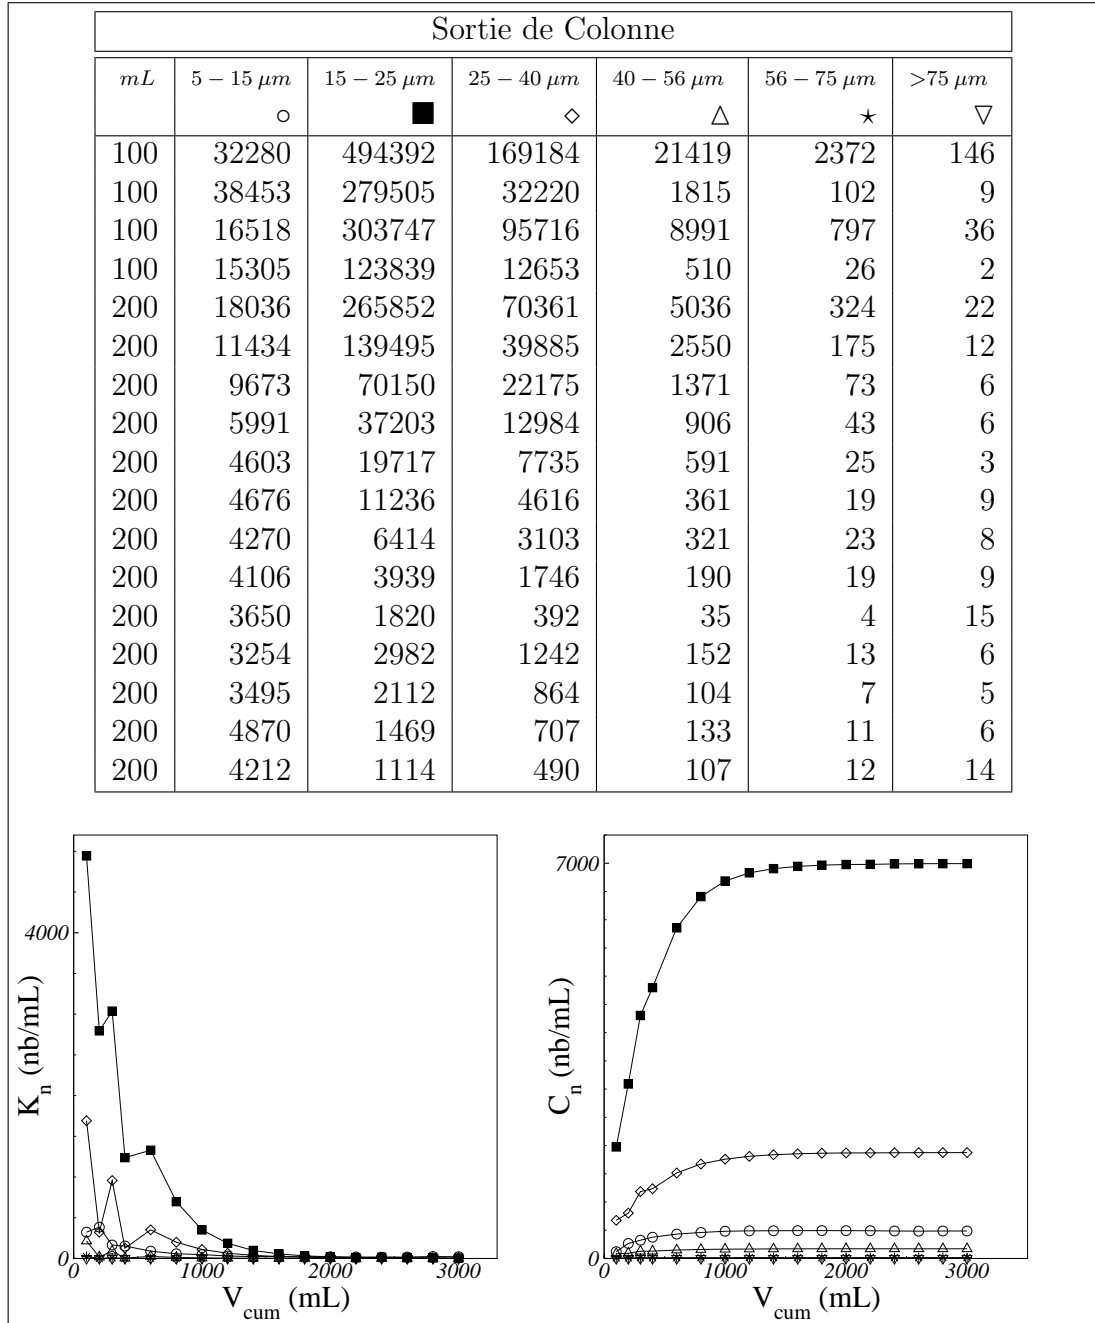 Sortie de Colonne
mL 5 – 15 μm 15 – 25 μm 25 – 40 μm 40 – 56 μm 56 – 75 μm >75 μm
○ ■ ◇ △ ⋆ ▽
100 32280 494392 169184 21419 2372 146
100 38453 279505 32220 1815 102 9
100 16518 303747 95716 8991 797 36
100 15305 123839 12653 510 26 2
200 18036 265852 70361 5036 324 22
200 11434 139495 39885 2550 175 12
200 9673 70150 22175 1371 73 6
200 5991 37203 12984 906 43 6
200 4603 19717 7735 591 25 3
200 4676 11236 4616 361 19 9
200 4270 6414 3103 321 23 8
200 4106 3939 1746 190 19 9
200 3650 1820 392 35 4 15
200 3254 2982 1242 152 13 6
200 3495 2112 864 104 7 5
200 4870 1469 707 133 11 6
200 4212 1114 490 107 12 14
4000
0
K_n (nb/mL)
0 1000 2000 3000
V_cum (mL)
7000
0
C_n (nb/mL)
0 1000 2000 3000
V_cum (mL)